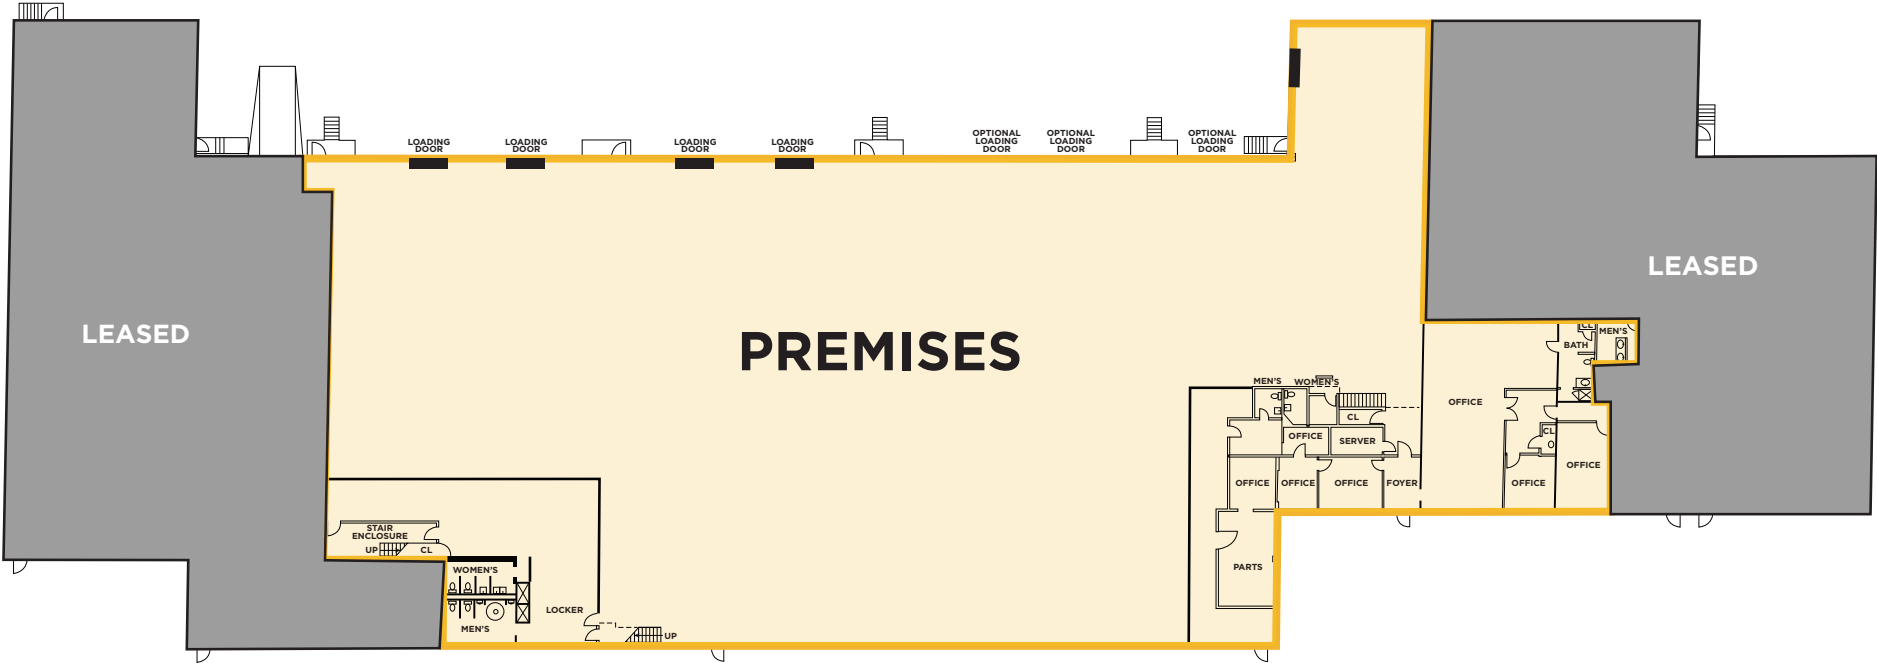 LOADING
DOOR
LOADING
DOOR
LOADING
DOOR
LOADING
DOOR
OPTIONAL
LOADING
DOOR
OPTIONAL
LOADING
DOOR
OPTIONAL
LOADING
DOOR
LEASED
LEASED
PREMISES
CL
MEN'S
BATH
MEN'S
WOMEN'S
OFFICE
CL
OFFICE
SERVER
CL
OFFICE
OFFICE
OFFICE
OFFICE
FOYER
OFFICE
STAIR
ENCLOSURE
UP
CL
WOMEN'S
PARTS
LOCKER
MEN'S
UP